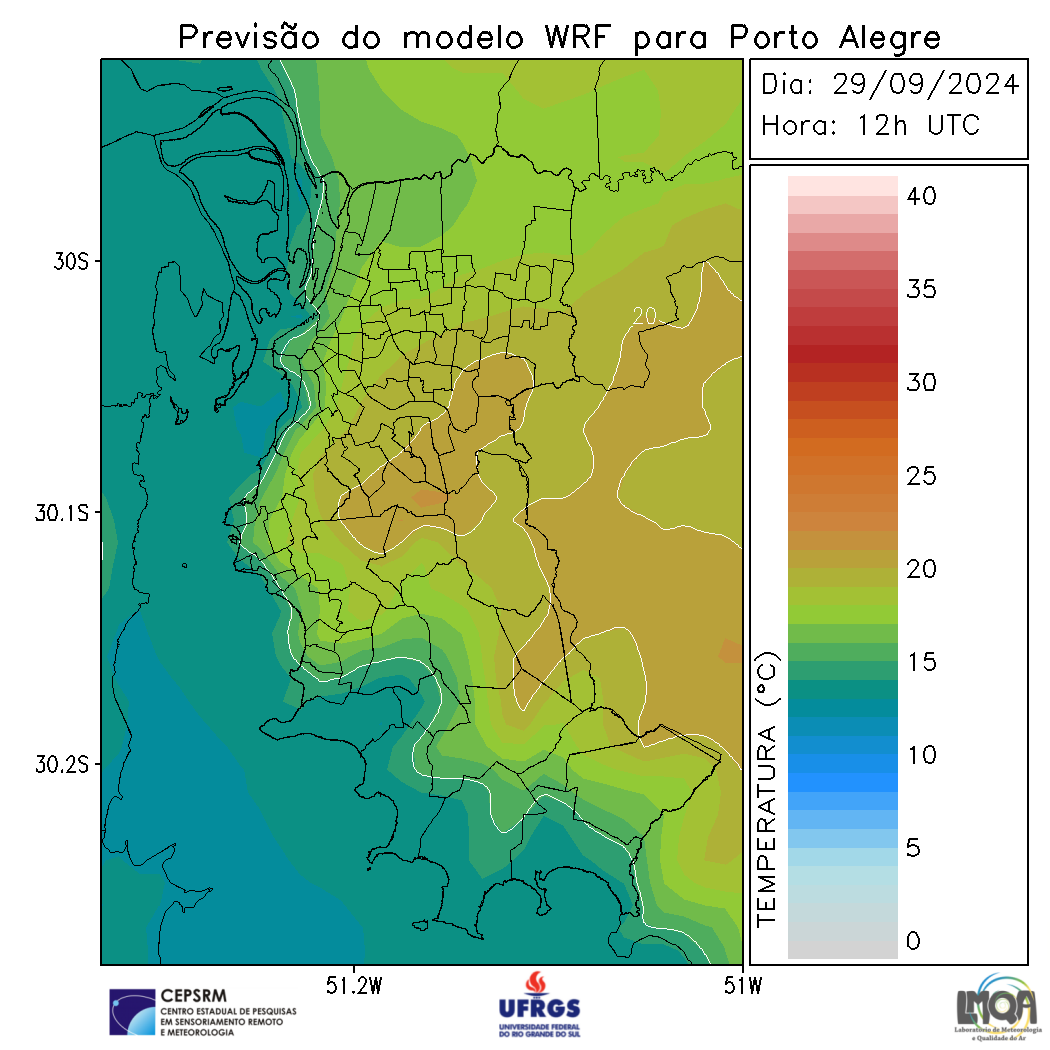 Previsão do modelo WRF para Porto Alegre
Dia: 29/09/2024
Hora: 12h UTC
40
35
30
25
20
15
10
5
0
TEMPERATURA (°C)
20
30S
30.1S
30.2S
51.2W
51W
CEPSRM
CENTRO ESTADUAL DE PESQUISAS
EM SENSORIAMENTO REMOTO
E METEOROLOGIA
UFRGS
UNIVERSIDADE FEDERAL
DO RIO GRANDE DO SUL
LMQA
Laboratório de Meteorologia
e Qualidade do Ar